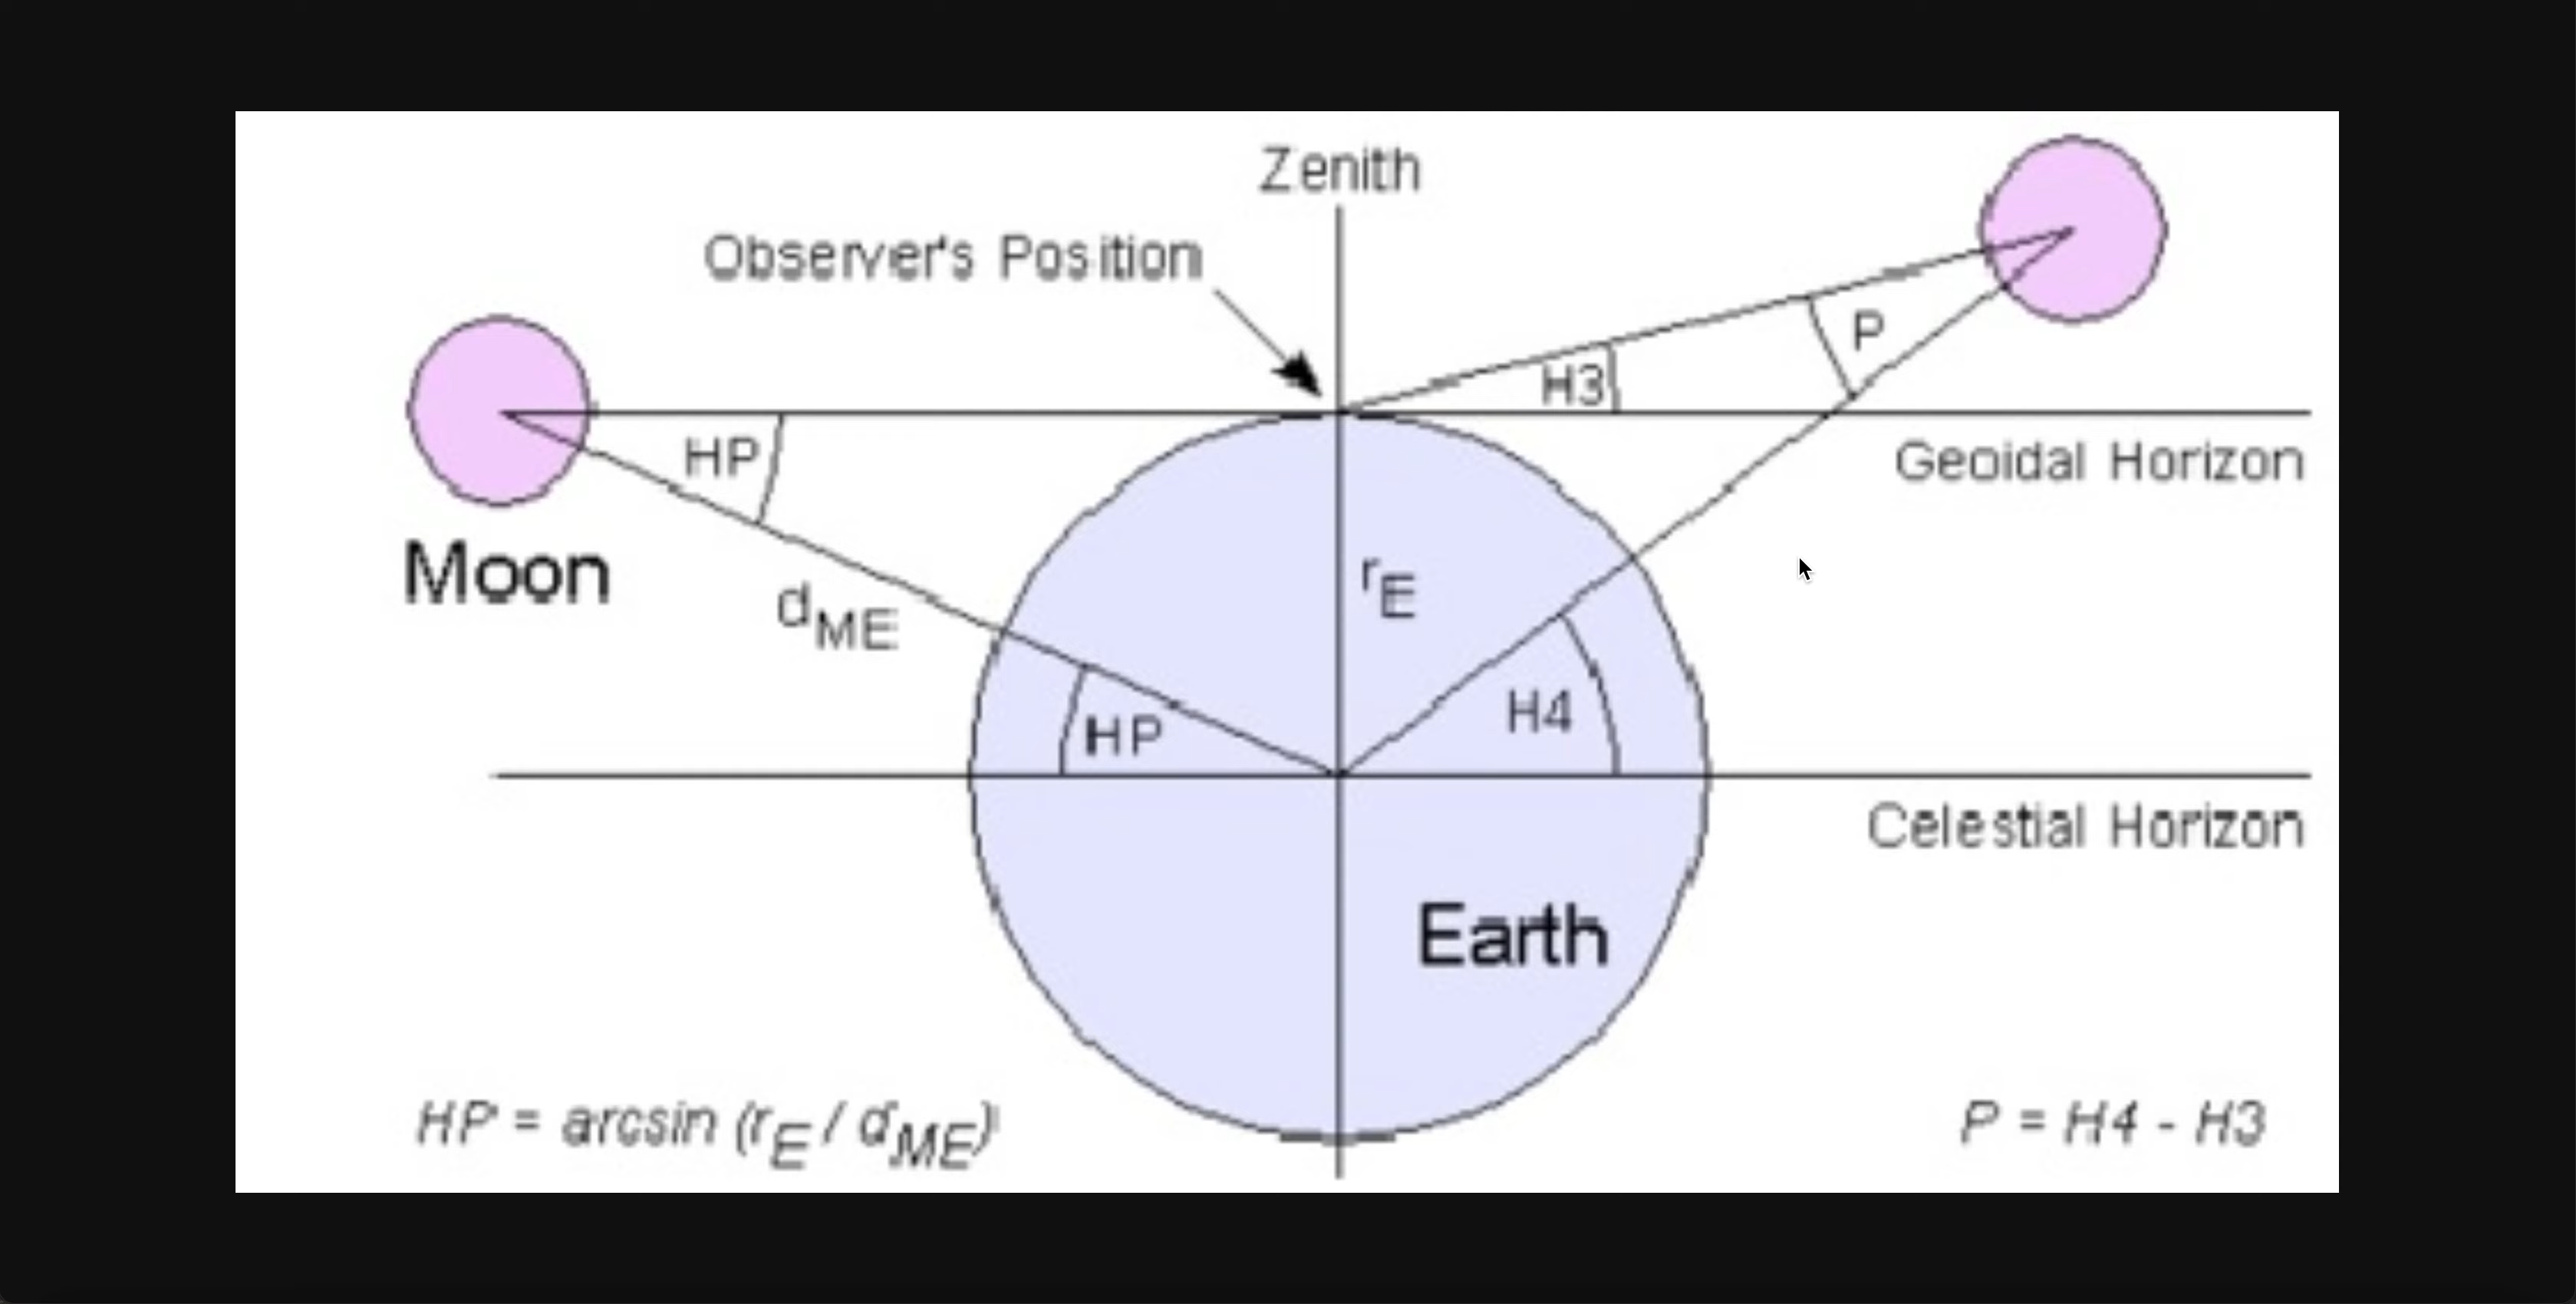 Zenith
Observer's Position
P
H3
HP
Geoidal Horizon
Moon
rE
dME
H4
HP
Celestial Horizon
Earth
HP = arcsin (rE / dME)
P = H4 - H3